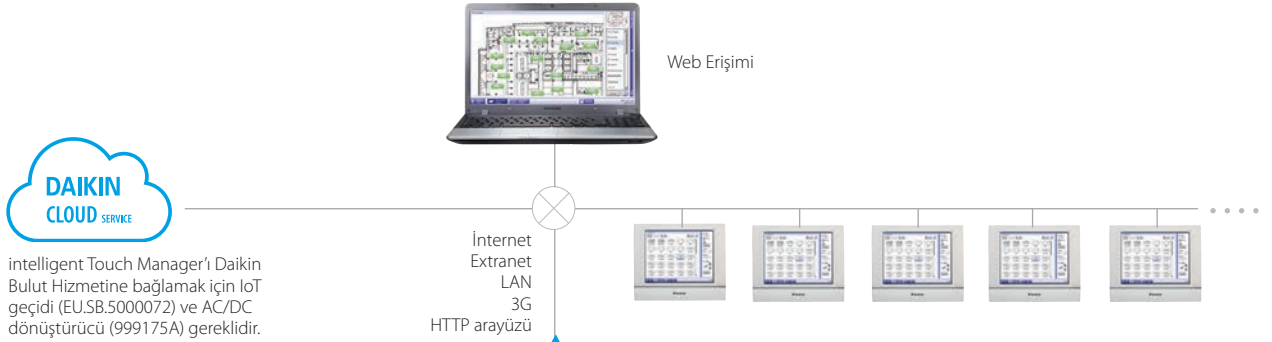 Web Erişimi
DAIKIN
CLOUD SERVICE
intelligent Touch Manager'ı Daikin
Bulut Hizmetine bağlamak için IoT
geçidi (EU.SB.5000072) ve AC/DC
dönüştürücü (999175A) gereklidir.
İnternet
Extranet
LAN
3G
HTTP arayüzü